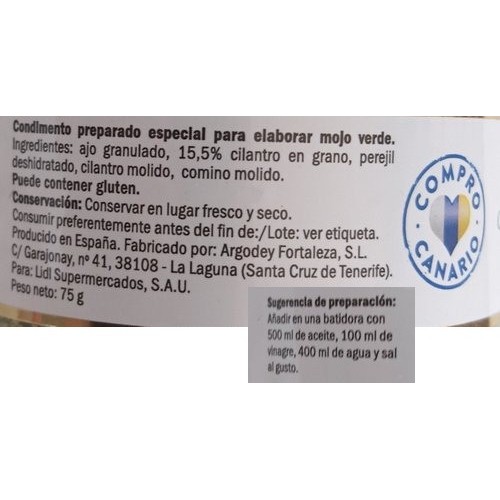 Condimento preparado especial para elaborar mojo verde.
Ingredientes: ajo granulado, 15,5% cilantro en grano, perejil
deshidratado, cilantro molido, comino molido.
Puede contener gluten.
Conservación: Conservar en lugar fresco y seco.
Consumir preferentemente antes del fin de:/Lote: ver etiqueta.
Producido en España. Fabricado por: Argodey Fortaleza, S.L.
C/ Garajonay, nº 41, 38108 - La Laguna (Santa Cruz de Tenerife).
Para: Lidl Supermercados, S.A.U.
Peso neto: 75 g
COMPRO
CANARIO
Sugerencia de preparación:
Añadir en una batidora con
500 ml de aceite, 100 ml de
vinagre, 400 ml de agua y sal
al gusto.